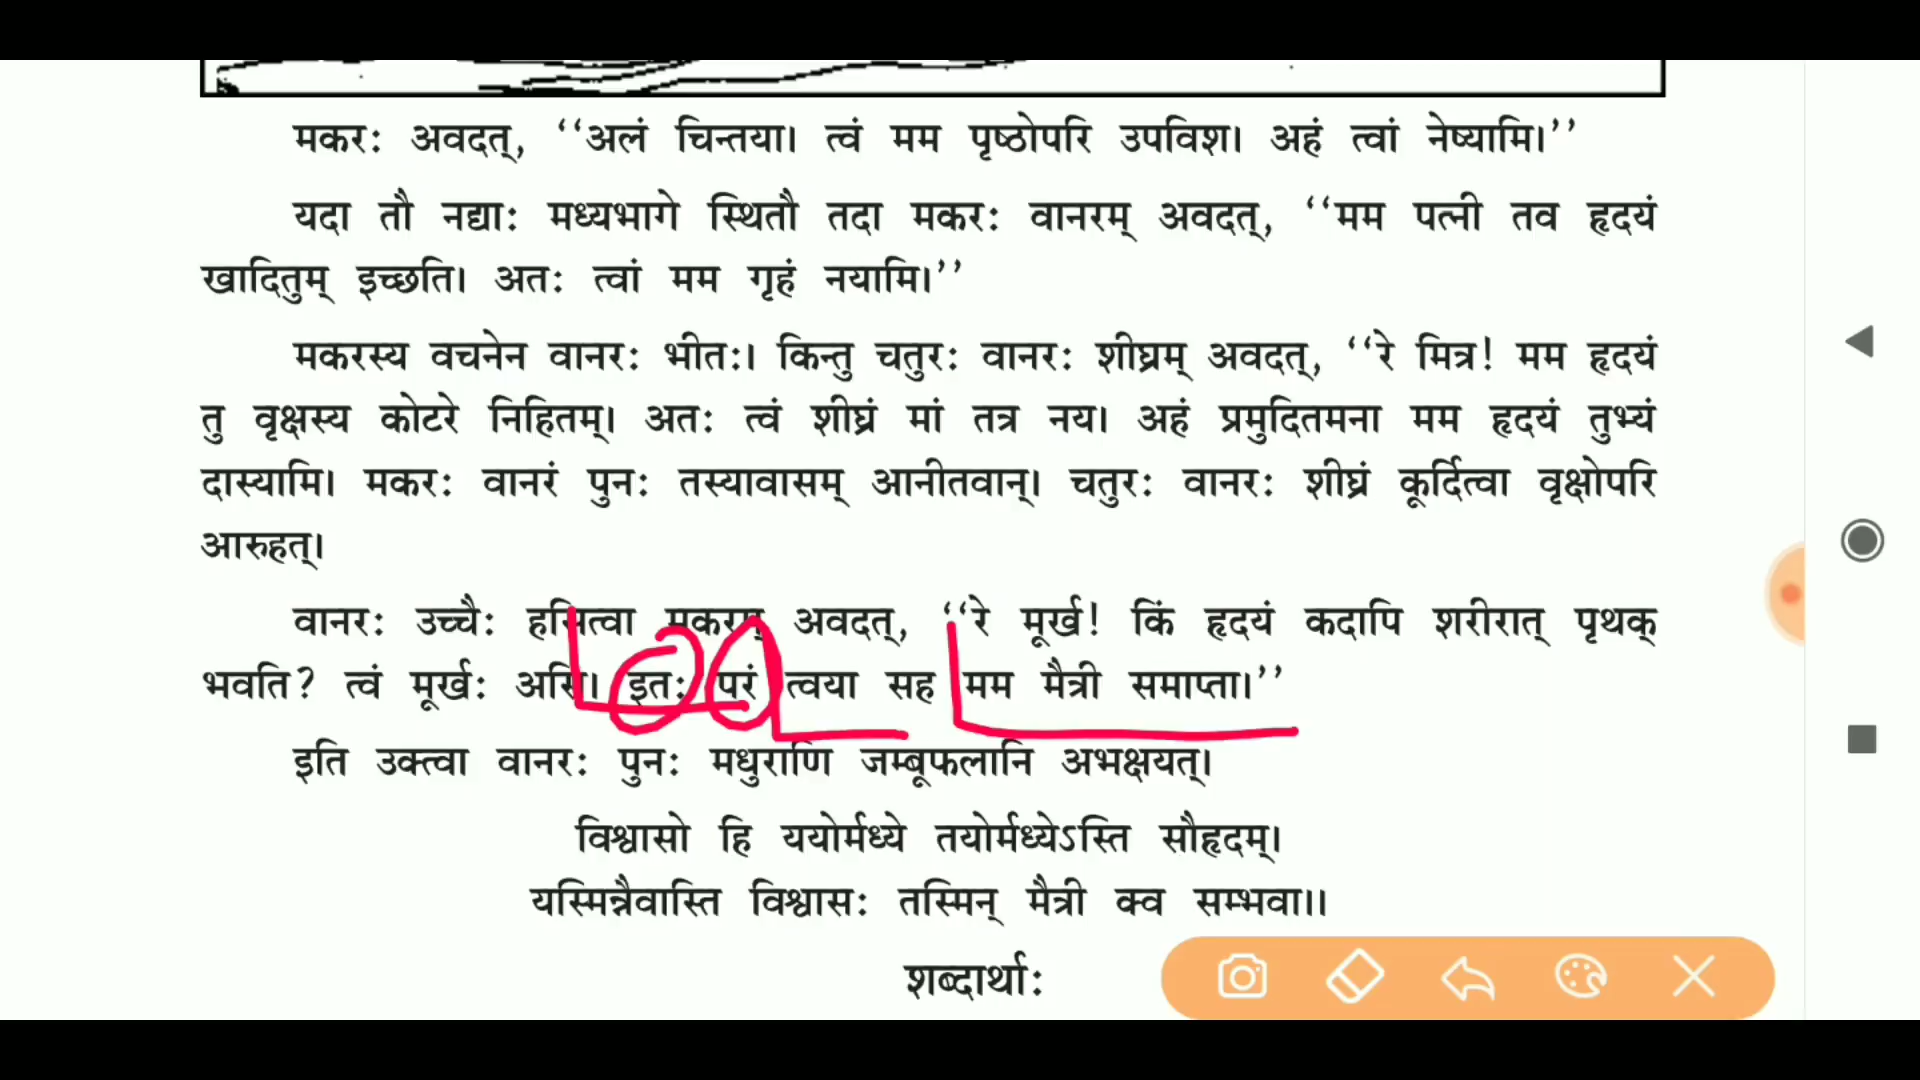 मकरः अवदत्, ‘‘अलं चिन्तया। त्वं मम पृष्ठोपरि उपविश। अहं त्वां नेष्यामि।’’
यदा तौ नद्याः मध्यभागे स्थितौ तदा मकरः वानरम् अवदत्, ‘‘मम पत्नी तव हृदयं
खादितुम् इच्छति। अतः त्वां मम गृहं नयामि।’’
मकरस्य वचनेन वानरः भीतः। किन्तु चतुरः वानरः शीघ्रम् अवदत्, ‘‘रे मित्र! मम हृदयं
तु वृक्षस्य कोटरे निहितम्। अतः त्वं शीघ्रं मां तत्र नय। अहं प्रमुदितमना मम हृदयं तुभ्यं
दास्यामि। मकरः वानरं पुनः तस्यावासम् आनीतवान्। चतुरः वानरः शीघ्रं कूर्दित्वा वृक्षोपरि
आरुहत्।
वानरः उच्चैः हसित्वा मकरम् अवदत्, ‘‘रे मूर्ख! किं हृदयं कदापि शरीरात् पृथक्
भवति? त्वं मूर्खः असि। इतः परं त्वया सह मम मैत्री समाप्ता।’’
इति उक्त्वा वानरः पुनः मधुराणि जम्बूफलानि अभक्षयत्।
विश्वासो हि ययोर्मध्ये तयोर्मध्येऽस्ति सौहृदम्।
यस्मिन्नैवास्ति विश्वासः तस्मिन् मैत्री क्व सम्भवा।।
शब्दार्थाः